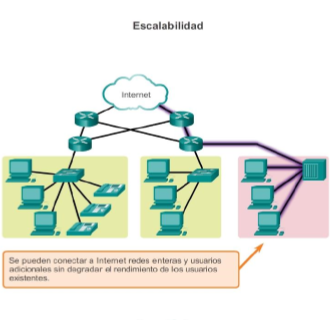 Escalabilidad
Internet
Se pueden conectar a Internet redes enteras y usuarios
adicionales sin degradar el rendimiento de los usuarios
existentes.